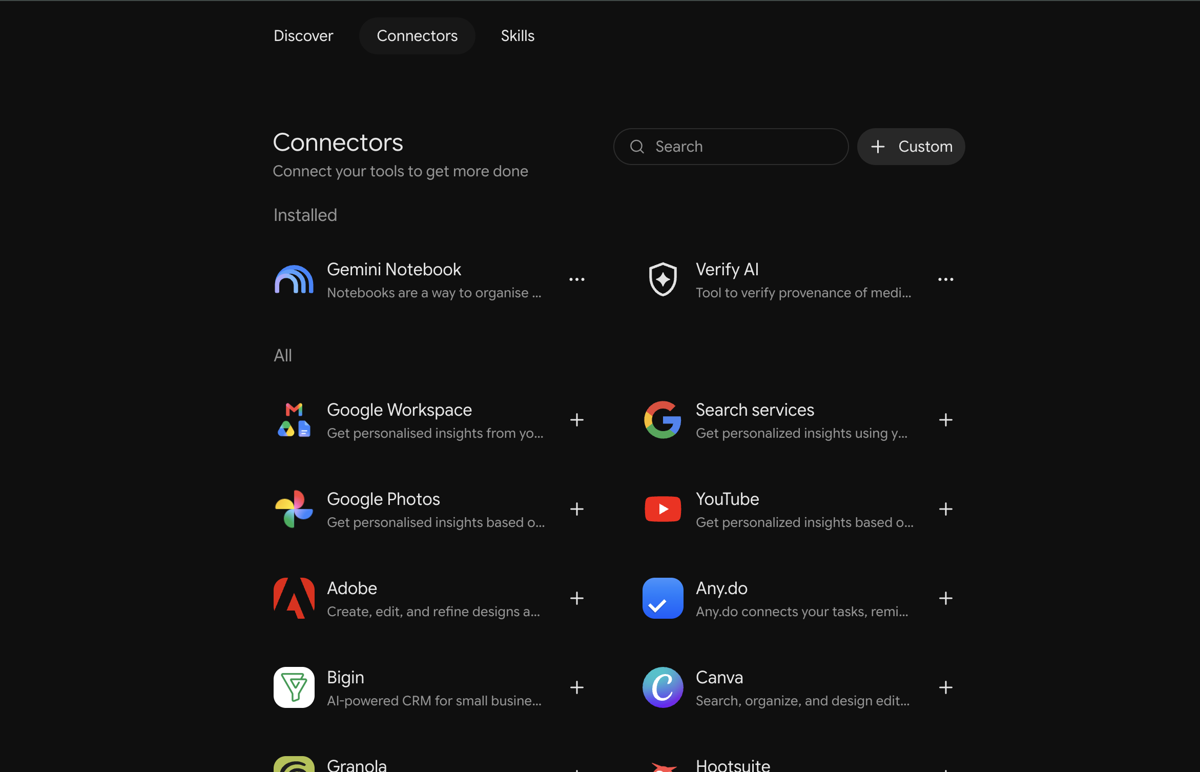 Discover
Connectors
Skills
Connectors
Connect your tools to get more done
Search
Custom
Installed
Gemini Notebook
Notebooks are a way to organise ...
Verify AI
Tool to verify provenance of medi...
All
Google Workspace
Get personalised insights from yo...
Search services
Get personalized insights using y...
Google Photos
Get personalised insights based o...
YouTube
Get personalized insights based o...
Adobe
Create, edit, and refine designs a...
Any.do
Any.do connects your tasks, remi...
Bigin
AI-powered CRM for small busine...
Canva
Search, organize, and design edit...
Granola
Hootsuite